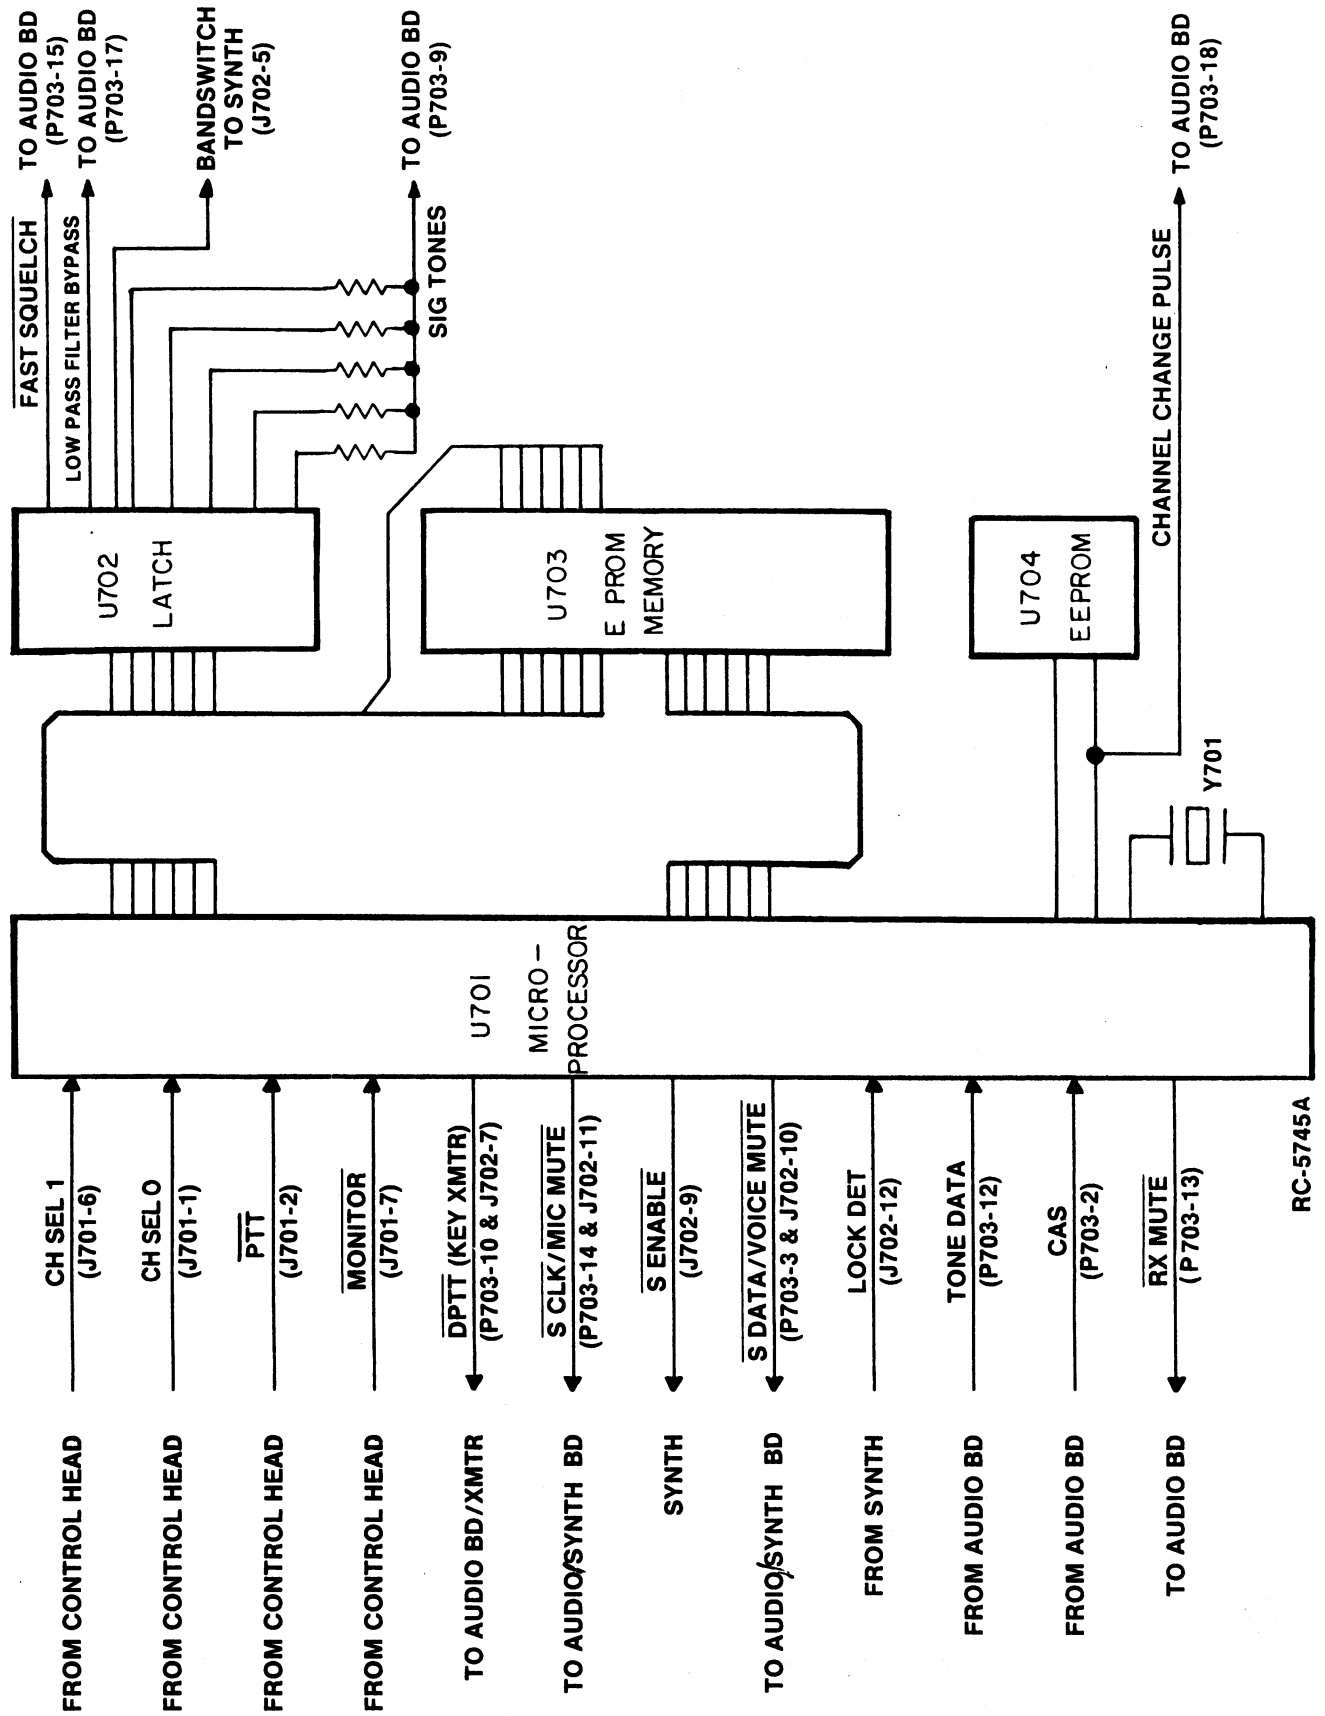 FROM CONTROL HEAD
CH SEL 1
(J701-6)
FROM CONTROL HEAD
CH SEL O
(J701-1)
FROM CONTROL HEAD
PTT
(J701-2)
FROM CONTROL HEAD
MONITOR
(J701-7)
TO AUDIO BD/XMTR
DPTT (KEY XMTR)
(P703-10 & J702-7)
TO AUDIO/SYNTH BD
S CLK/MIC MUTE
(P703-14 & J702-11)
SYNTH
S ENABLE
(J702-9)
TO AUDIO/SYNTH BD
S DATA/VOICE MUTE
(P703-3 & J702-10)
FROM SYNTH
LOCK DET
(J702-12)
FROM AUDIO BD
TONE DATA
(P703-12)
FROM AUDIO BD
CAS
(P703-2)
TO AUDIO BD
RX MUTE
(P703-13)
U701
MICRO-
PROCESSOR
U702
LATCH
U703
E PROM
MEMORY
U704
EEPROM
Y701
FAST SQUELCH
TO AUDIO BD
(P703-15)
LOW PASS FILTER BYPASS
TO AUDIO BD
(P703-17)
BANDSWITCH
TO SYNTH
(J702-5)
SIG TONES
TO AUDIO BD
(P703-9)
CHANNEL CHANGE PULSE
TO AUDIO BD
(P703-18)
RC-5745A